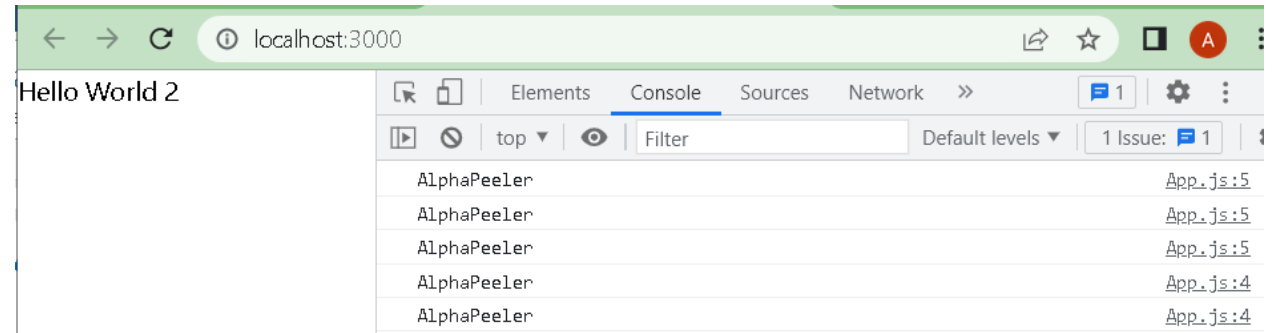 localhost:3000
A
Hello World 2
Elements Console Sources Network » 1
top ▼ Filter Default levels ▼ 1 Issue: 1
AlphaPeeler App.js:5
AlphaPeeler App.js:5
AlphaPeeler App.js:5
AlphaPeeler App.js:4
AlphaPeeler App.js:4